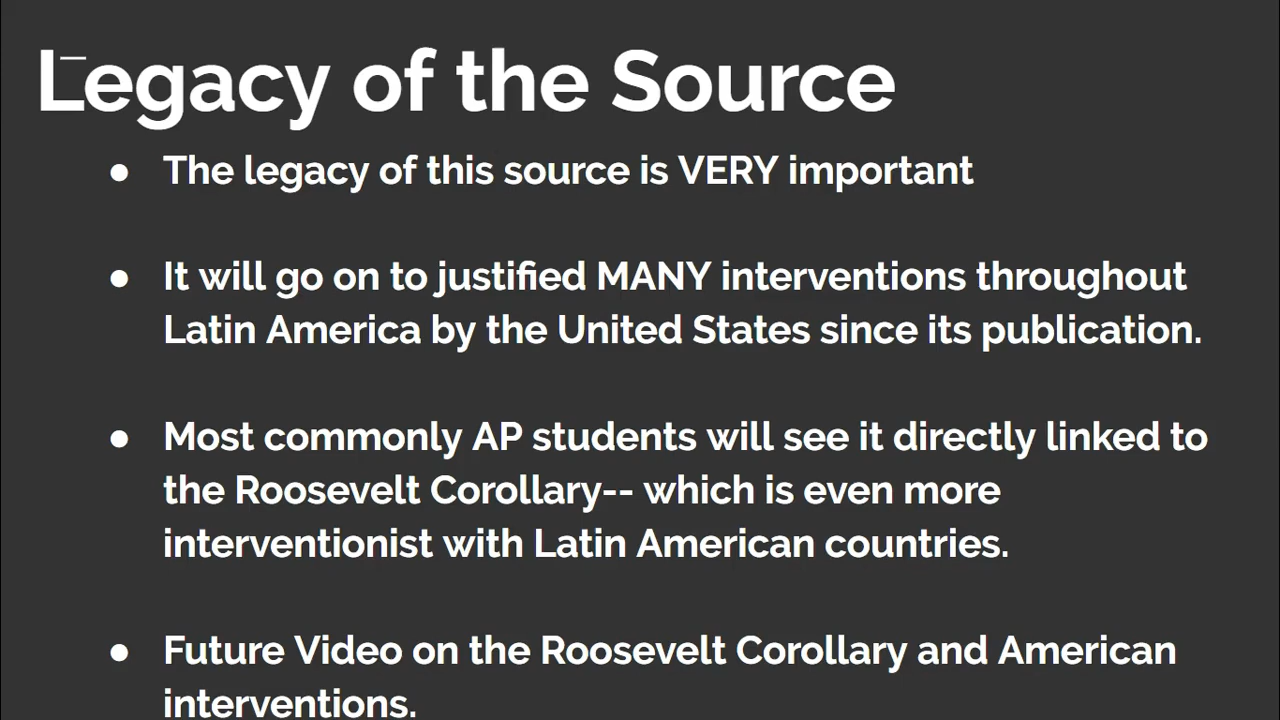 Legacy of the Source
● The legacy of this source is VERY important
● It will go on to justified MANY interventions throughout
Latin America by the United States since its publication.
● Most commonly AP students will see it directly linked to
the Roosevelt Corollary-- which is even more
interventionist with Latin American countries.
● Future Video on the Roosevelt Corollary and American
interventions.